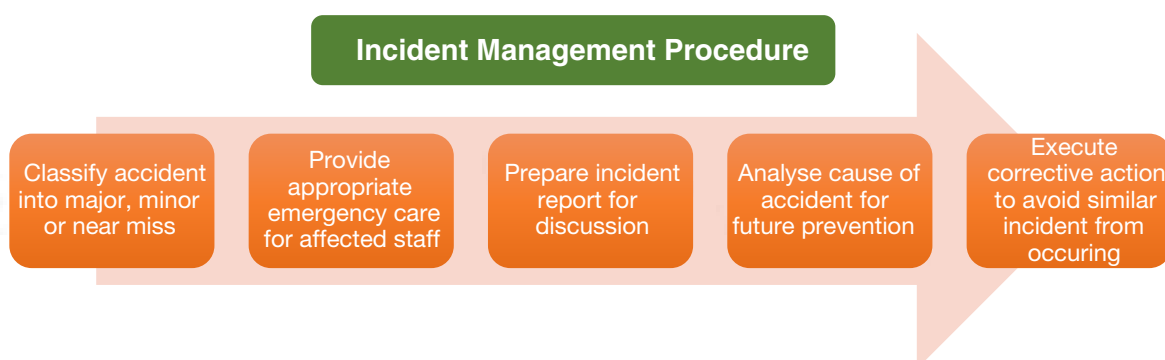 Incident Management Procedure
Classify accident
into major, minor
or near miss
Provide
appropriate
emergency care
for affected staff
Prepare incident
report for
discussion
Analyse cause of
accident for
future prevention
Execute
corrective action
to avoid similar
incident from
occuring